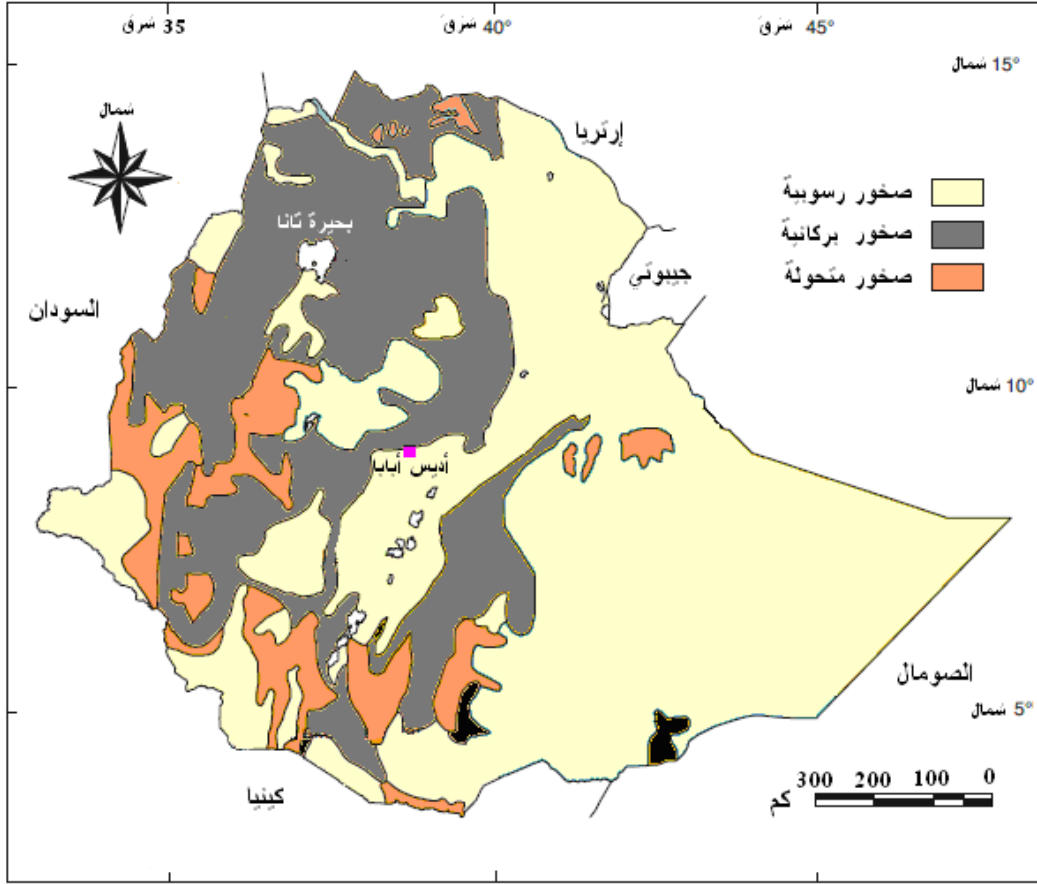 35 شرق
40° شرق
45° شرق
15° شمال
شمال
إرتريا
صخور رسوبية
صخور بركانية
صخور متحولة
بحيرة تانا
جيبوتي
السودان
10° شمال
أديس أبابا
الصومال
5° شمال
كينيا
300 200 100 0
كم